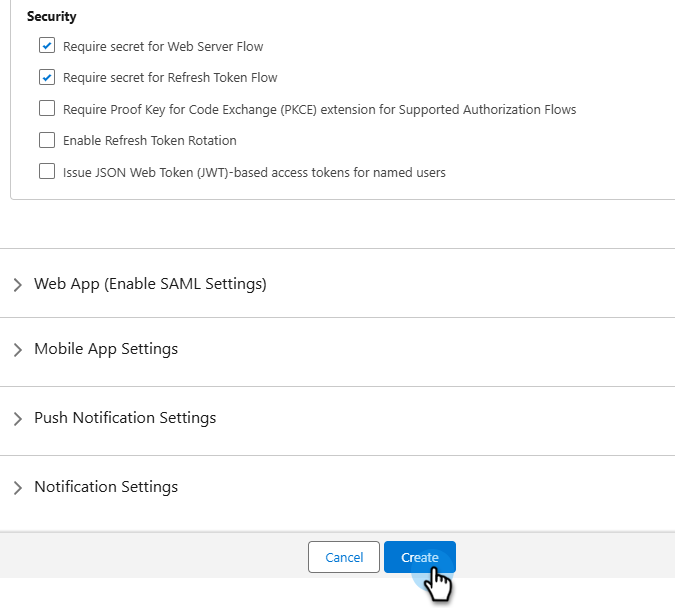 Security
Require secret for Web Server Flow
Require secret for Refresh Token Flow
Require Proof Key for Code Exchange (PKCE) extension for Supported Authorization Flows
Enable Refresh Token Rotation
Issue JSON Web Token (JWT)-based access tokens for named users
Web App (Enable SAML Settings)
Mobile App Settings
Push Notification Settings
Notification Settings
Cancel Create